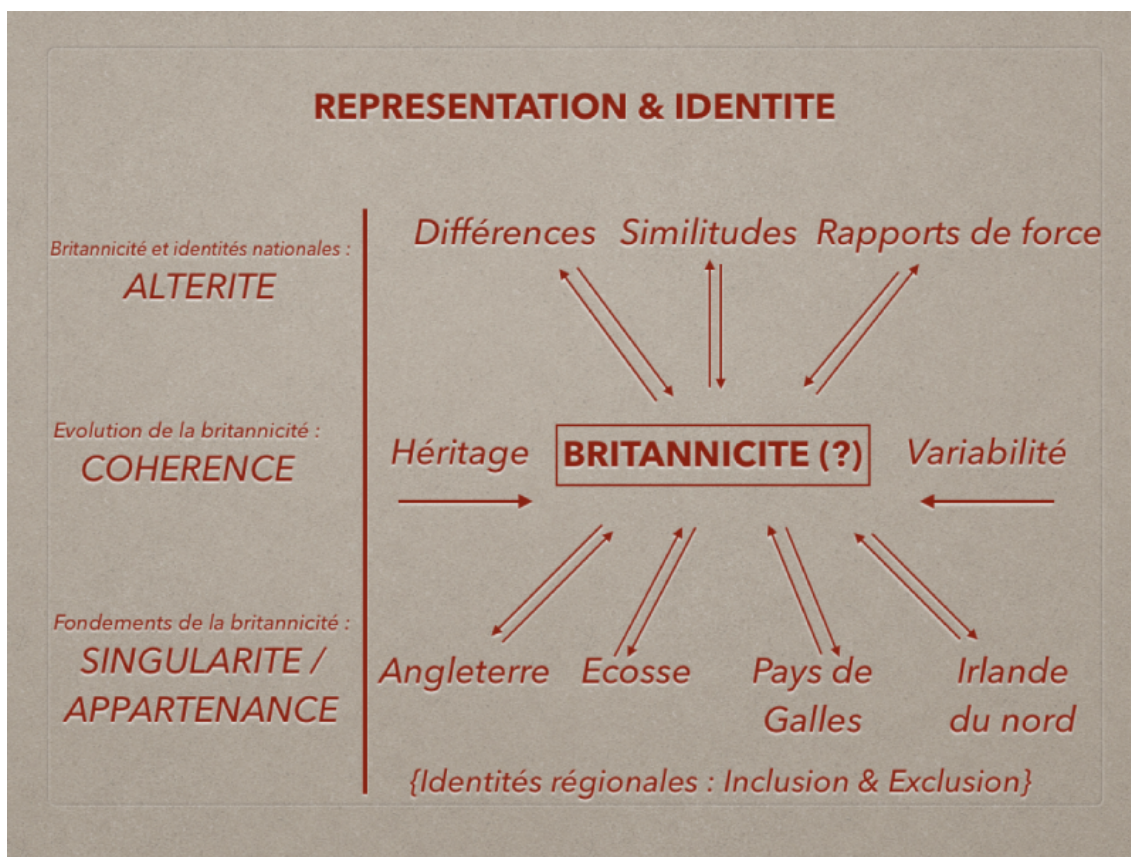 REPRESENTATION & IDENTITE
Britannicité et identités nationales :
ALTERITE
Différences Similitudes Rapports de force
Evolution de la britannicité :
COHERENCE
Héritage BRITANNICITE (?) Variabilité
Fondements de la britannicité :
SINGULARITE /
APPARTENANCE
Angleterre Ecosse Pays de Irlande
Galles du nord
{Identités régionales : Inclusion & Exclusion}